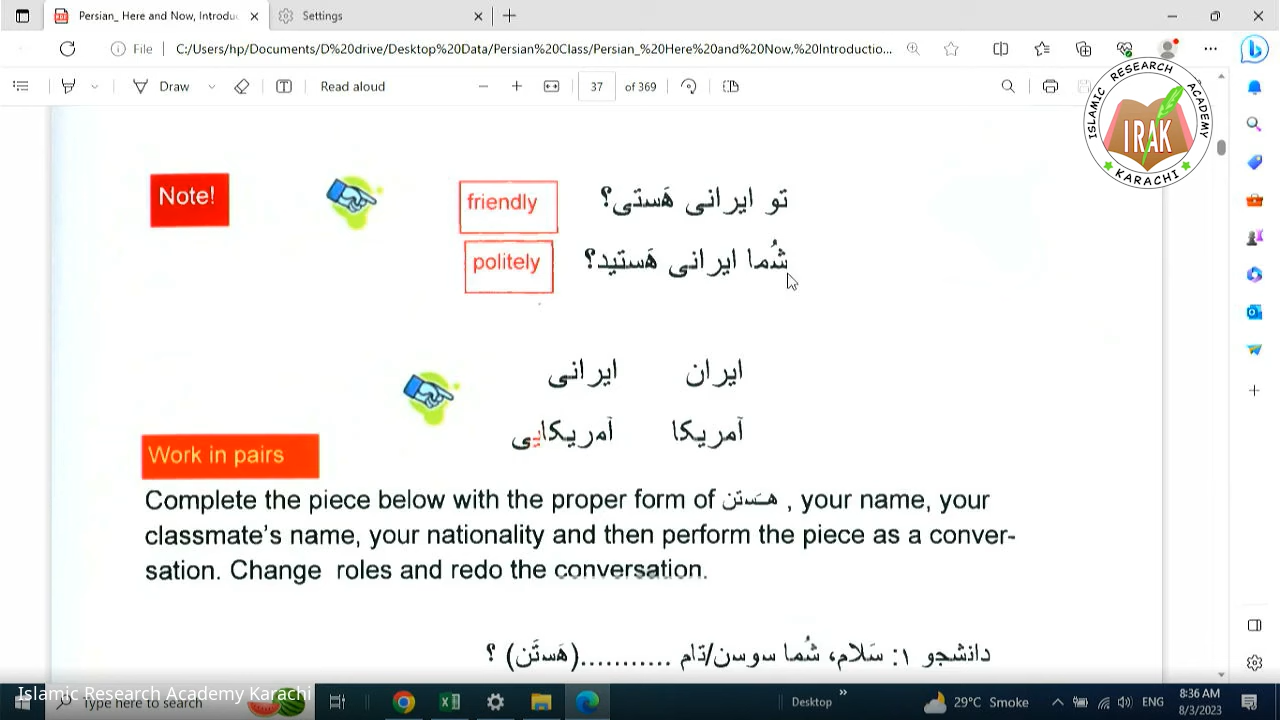 Persian_ Here and Now, Introdu
Settings
File
C:/Users/hp/Documents/D%20drive/Desktop%20Data/Persian%20Class/Persian_%20Here%20and%20Now,%20Introductio...
Draw
Read aloud
37 of 369
ISLAMIC RESEARCH ACADEMY
IRAK
KARACHI
Note!
friendly
تو ایرانی هَستی؟
politely
شُما ایرانی هَستید؟
ایران ایرانی
آمریکا آمریکایی
Work in pairs
Complete the piece below with the proper form of هَستن , your name, your
classmate's name, your nationality and then perform the piece as a conver-
sation. Change roles and redo the conversation.
دانشجو ۱: سَلام، شُما سوسن/تام ...........(هَستَن) ؟
Islamic Research Academy Karachi
Type here to search
Desktop
29°C Smoke
ENG
8:36 AM
8/3/2023